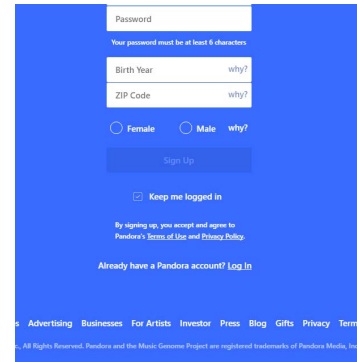 Password
Your password must be at least 6 characters
Birth Year why?
ZIP Code why?
Female Male why?
Sign Up
Keep me logged in
By signing up, you accept and agree to
Pandora's Terms of Use and Privacy Policy.
Already have a Pandora account? Log In
s Advertising Businesses For Artists Investor Press Blog Gifts Privacy Term
c., All Rights Reserved. Pandora and the Music Genome Project are registered trademarks of Pandora Media, Inc